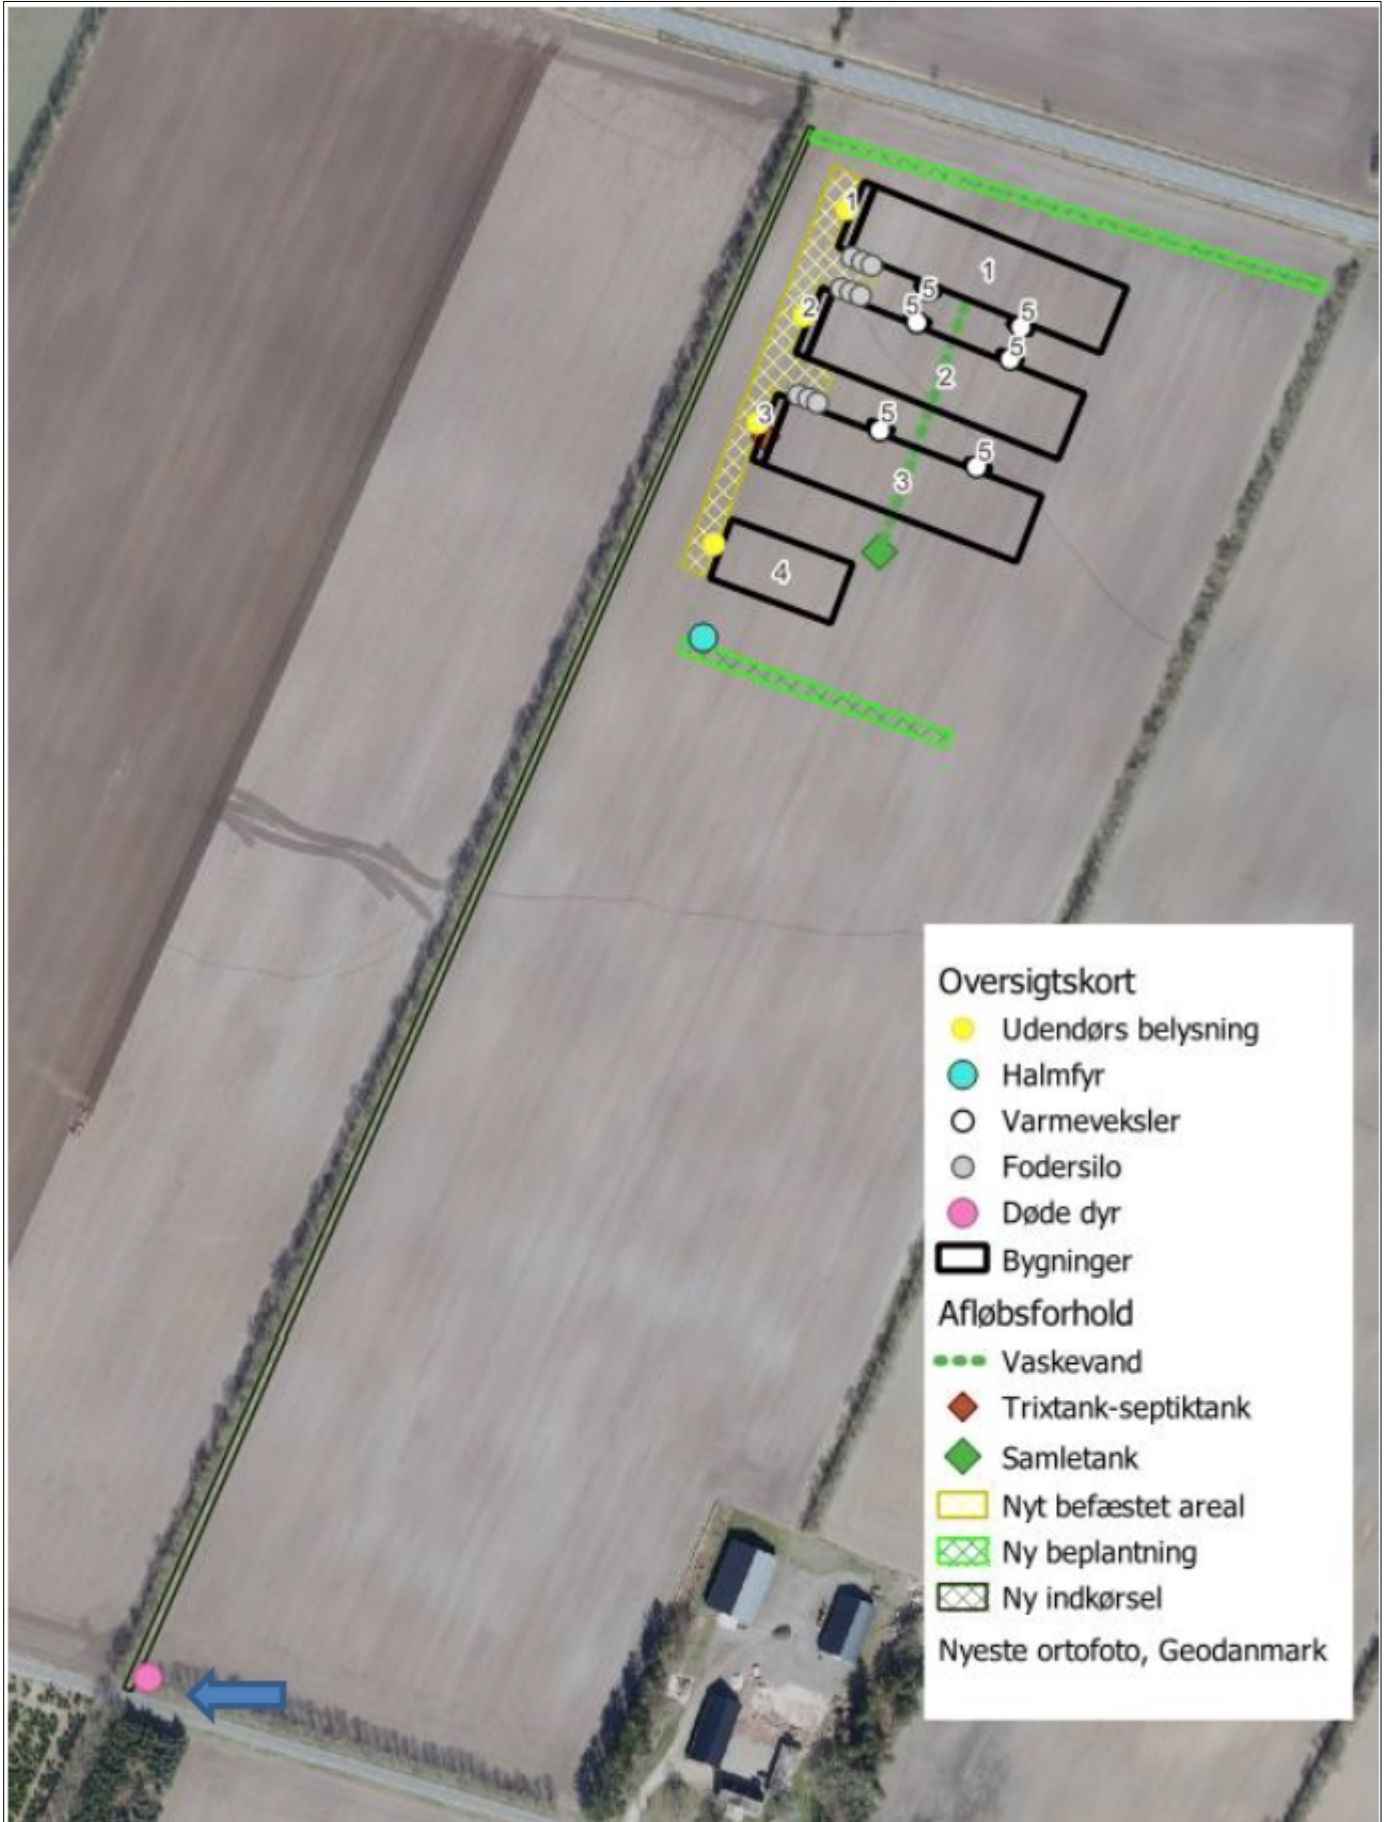 1
1
5
5
5
2
5
2
3
5
5
3
4
Oversigtskort
Udendørs belysning
Halmfyr
Varmeveksler
Fodersilo
Døde dyr
Bygninger
Afløbsforhold
Vaskevand
Trixtank-septiktank
Samletank
Nyt befæstet areal
Ny beplantning
Ny indkørsel
Nyeste ortofoto, Geodanmark